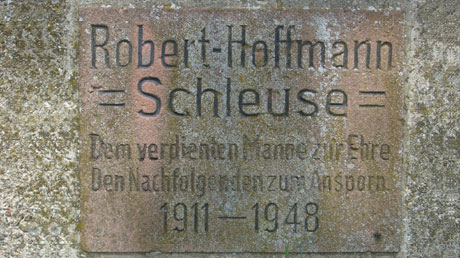 Robert-Hoffmann
= Schleuse =
Dem verdienten Manne zur Ehre
Den Nachfolgenden zum Ansporn
1911 — 1948